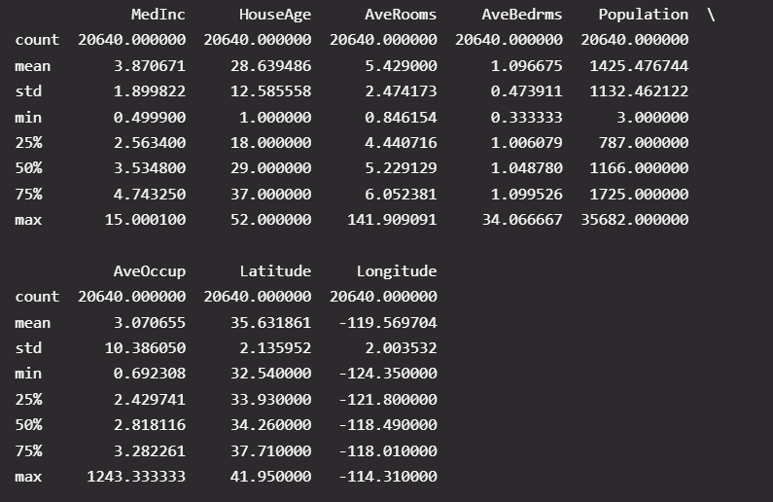 MedInc HouseAge AveRooms AveBedrms Population \
count 20640.000000 20640.000000 20640.000000 20640.000000 20640.000000
mean 3.870671 28.639486 5.429000 1.096675 1425.476744
std 1.899822 12.585558 2.474173 0.473911 1132.462122
min 0.499900 1.000000 0.846154 0.333333 3.000000
25% 2.563400 18.000000 4.440716 1.006079 787.000000
50% 3.534800 29.000000 5.229129 1.048780 1166.000000
75% 4.743250 37.000000 6.052381 1.099526 1725.000000
max 15.000100 52.000000 141.909091 34.066667 35682.000000
AveOccup Latitude Longitude
count 20640.000000 20640.000000 20640.000000
mean 3.070655 35.631861 -119.569704
std 10.386050 2.135952 2.003532
min 0.692308 32.540000 -124.350000
25% 2.429741 33.930000 -121.800000
50% 2.818116 34.260000 -118.490000
75% 3.282261 37.710000 -118.010000
max 1243.333333 41.950000 -114.310000